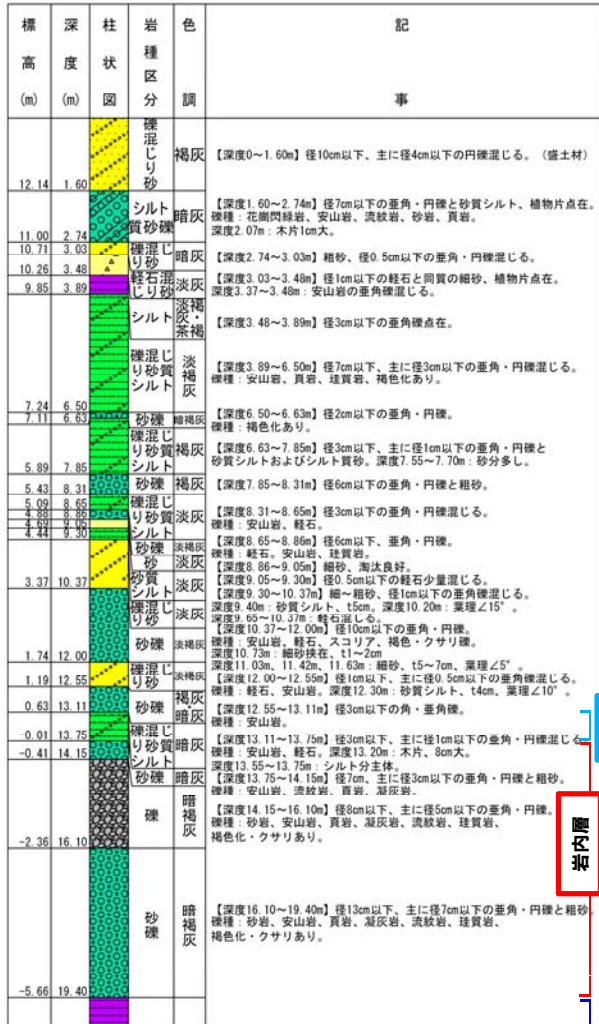 標高(m) 深度(m) 柱状図 岩種区分 色調 記事
12.14 1.60 礫混じり砂 褐灰 【深度0～1.60m】径10cm以下、主に径4cm以下の円礫混じる。（盛土材）
11.00 2.74 シルト質砂礫 暗灰 【深度1.60～2.74m】径7cm以下の亜角・円礫と砂質シルト、植物片点在。
礫種：花崗閃緑岩、安山岩、流紋岩、砂岩、頁岩。
深度2.07m：木片1cm大。
10.71 3.03 礫混じり砂 暗灰 【深度2.74～3.03m】粗砂、径0.5cm以下の亜角・円礫混じる。
10.26 3.48 軽石混じり砂 淡灰 【深度3.03～3.48m】径1cm以下の軽石と同質の細砂、植物片点在。
深度3.37～3.48m：安山岩の亜角礫混じる。
9.85 3.89 シルト 淡褐灰・茶褐 【深度3.48～3.89m】径3cm以下の亜角礫点在。
7.24 6.50 礫混じり砂質シルト 淡褐灰 【深度3.89～6.50m】径7cm以下、主に径3cm以下の亜角・円礫混じる。
礫種：安山岩、頁岩、珪質岩、褐色化あり。
7.11 6.63 砂礫 暗褐灰 【深度6.50～6.63m】径2cm以下の亜角・円礫。
礫種：褐色化あり。
5.89 7.85 礫混じり砂質シルト 褐灰 【深度6.63～7.85m】径3cm以下、主に径1cm以下の亜角・円礫と
砂質シルトおよびシルト質砂。深度7.55～7.70m：砂分多し。
5.43 8.31 砂礫 褐灰 【深度7.85～8.31m】径6cm以下の亜角・円礫と粗砂。
5.09 8.65 礫混じり砂質シルト 淡灰 【深度8.31～8.65m】径3cm以下の亜角・円礫混じる。
礫種：安山岩、軽石。
4.88 8.86 砂礫 淡褐灰 【深度8.65～8.86m】径6cm以下、亜角・円礫。
礫種：軽石。安山岩、珪質岩。
4.69 9.05 砂 淡灰 【深度8.86～9.05m】細砂、淘汰良好。
4.44 9.30 砂質シルト 淡灰 【深度9.05～9.30m】径0.5cm以下の軽石少量混じる。
3.37 10.37 礫混じり砂 淡灰 【深度9.30～10.37m】細～粗砂、径1cm以下の亜角礫混じる。
深度9.40m：砂質シルト、t5cm。深度10.20m：葉理∠15°。
深度9.65～10.37m：軽石混じる。
1.74 12.00 砂礫 淡褐灰 【深度10.37～12.00m】径10cm以下の亜角・円礫。
礫種：安山岩、軽石、スコリア、褐色・クサリ礫。
深度10.73m：細砂挟在、t1～2cm
深度11.03m、11.42m、11.63m：細砂、t5～7cm、葉理∠5°。
1.19 12.55 礫混じり砂 淡褐灰 【深度12.00～12.55m】径1cm以下、主に径0.5cm以下の亜角礫混じる。
礫種：軽石、安山岩。深度12.30m：砂質シルト、t4cm、葉理∠10°。
0.63 13.11 砂礫 褐灰・暗灰 【深度12.55～13.11m】径3cm以下の角・亜角礫。
礫種：安山岩。
-0.01 13.75 礫混じり砂質シルト 暗灰 【深度13.11～13.75m】径3cm以下、主に径1cm以下の亜角・円礫混じる
礫種：安山岩、軽石。深度13.20m：木片、8cm大。
深度13.55～13.75m：シルト分主体。
-0.41 14.15 砂礫 暗灰 【深度13.75～14.15m】径7cm、主に径3cm以下の亜角・円礫と粗砂。
礫種：安山岩、流紋岩、頁岩、凝灰岩。
-2.36 16.10 礫 暗褐灰 【深度14.15～16.10m】径8cm以下、主に径5cm以下の亜角・円礫。
礫種：砂岩、安山岩、頁岩、凝灰岩、流紋岩、珪質岩、
褐色化・クサリあり。
岩内層
-5.66 19.40 砂礫 暗褐灰 【深度16.10～19.40m】径13cm以下、主に径7cm以下の亜角・円礫と粗砂。
礫種：砂岩、安山岩、頁岩、凝灰岩、流紋岩、珪質岩、
褐色化・クサリあり。